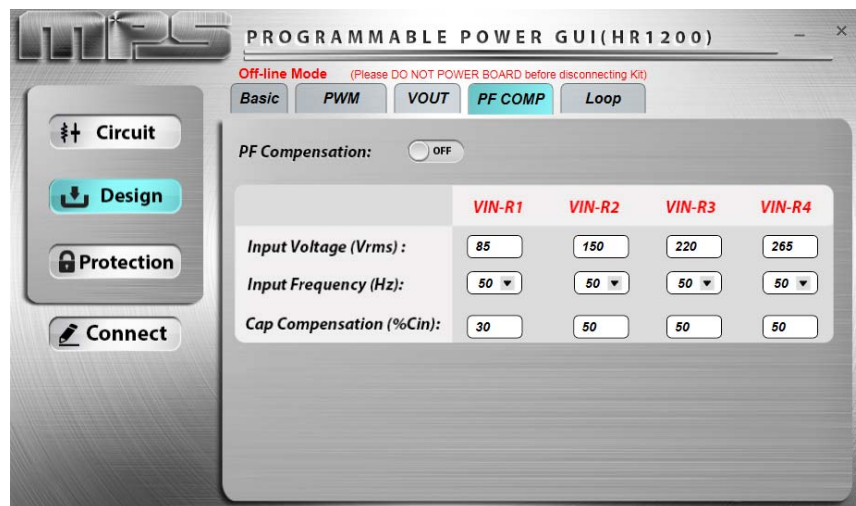 MPS
PROGRAMMABLE POWER GUI(HR1200)
Off-line Mode (Please DO NOT POWER BOARD before disconnecting Kit)
Basic PWM VOUT PF COMP Loop
Circuit
Design
Protection
Connect
PF Compensation: OFF
VIN-R1 VIN-R2 VIN-R3 VIN-R4
Input Voltage (Vrms) : 85 150 220 265
Input Frequency (Hz): 50 50 50 50
Cap Compensation (%Cin): 30 50 50 50